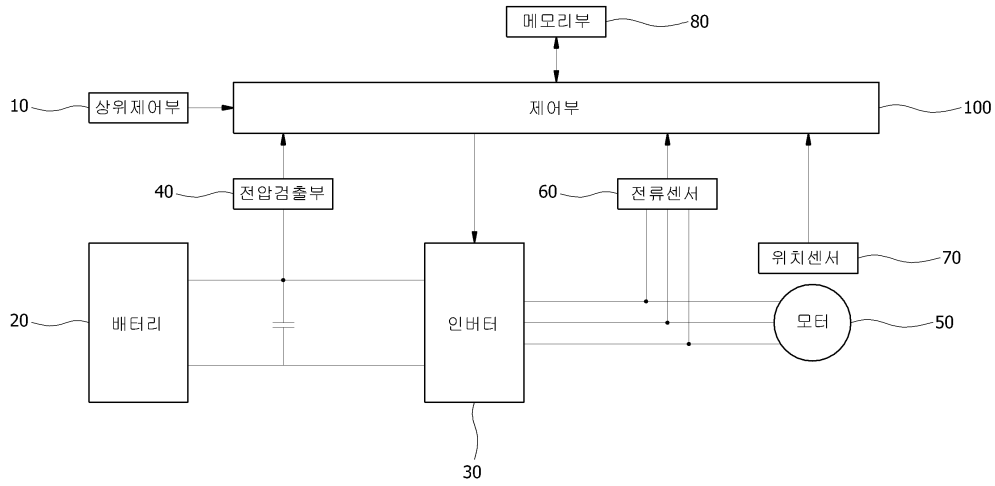 메모리부 80
10 상위제어부 제어부 100
40 전압검출부 60 전류센서
위치센서 70
20 배터리 인버터 모터 50
30